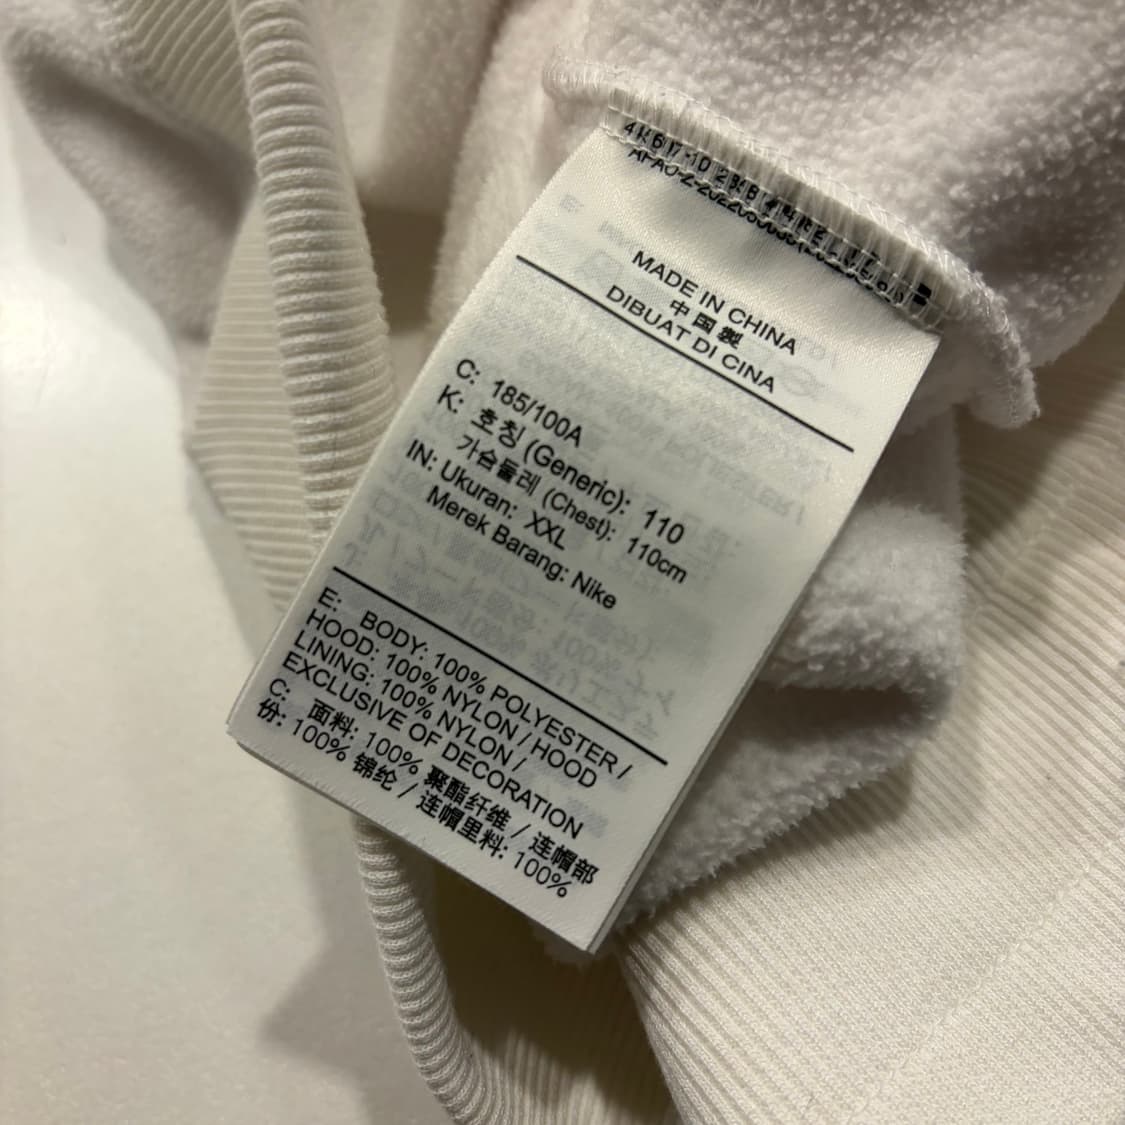 MADE IN CHINA
中国製
DIBUAT DI CINA
C: 185/100A
K: 호칭 (Generic): 110
가슴둘레 (Chest): 110cm
IN: Ukuran: XXL
Merek Barang: Nike
E: BODY: 100% POLYESTER /
HOOD: 100% NYLON / HOOD
LINING: 100% NYLON /
EXCLUSIVE OF DECORATION
C: 面料: 100% 聚酯纤维 / 连帽部
份: 100% 锦纶 / 连帽里料: 100%